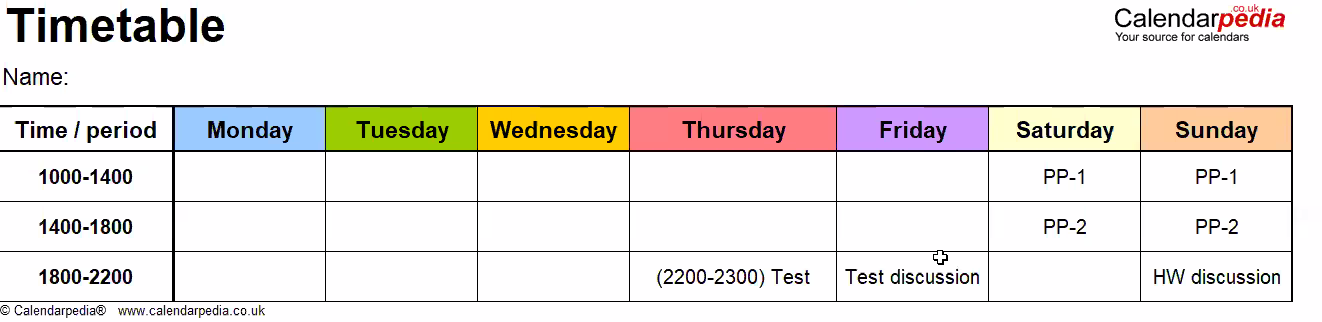 Timetable
Calendarpedia
.co.uk
Your source for calendars
Name:
Time / period Monday Tuesday Wednesday Thursday Friday Saturday Sunday
1000-1400 PP-1 PP-1
1400-1800 PP-2 PP-2
1800-2200 (2200-2300) Test Test discussion HW discussion
© Calendarpedia® www.calendarpedia.co.uk